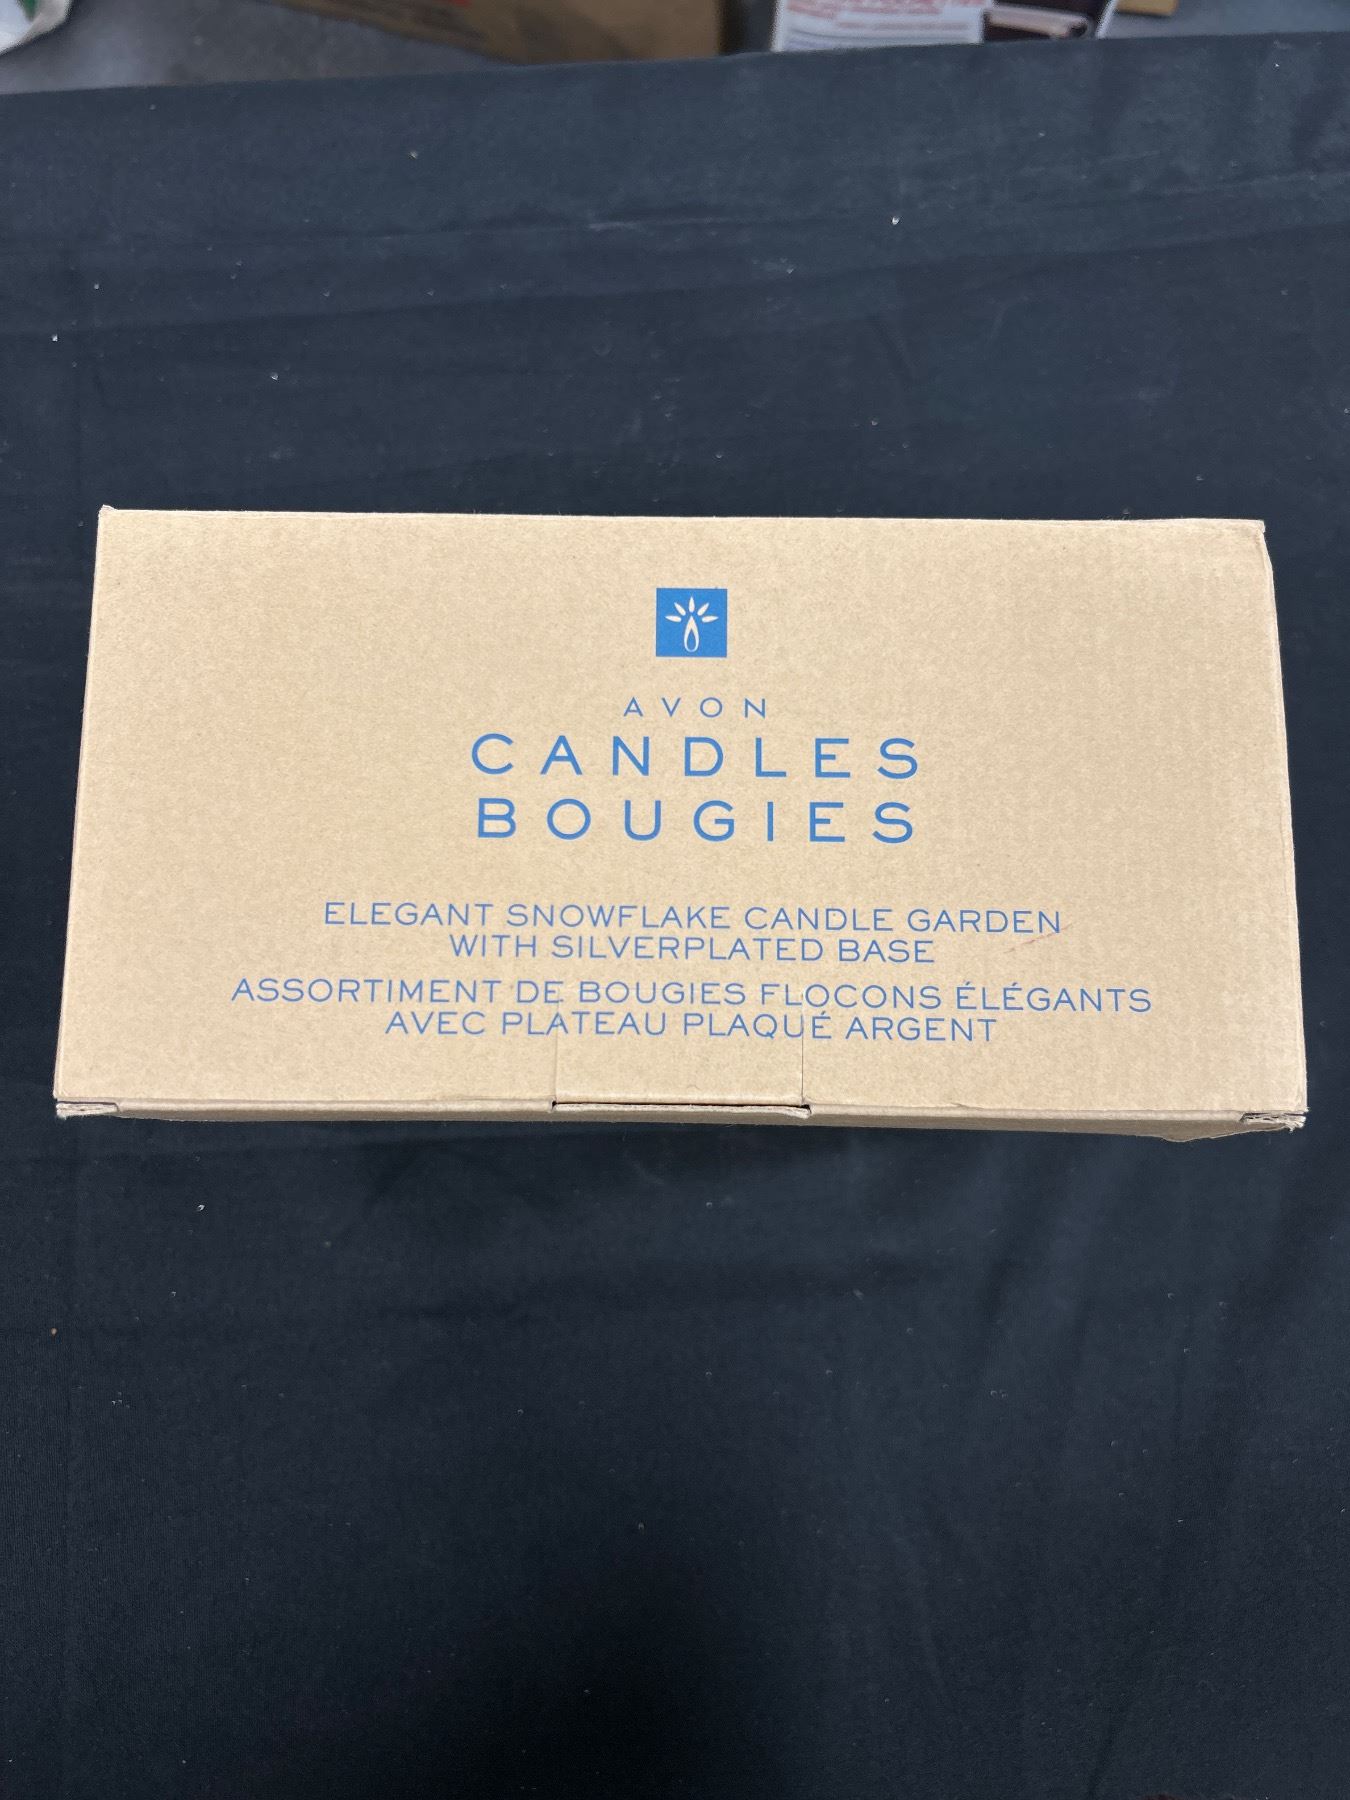 AVON
CANDLES
BOUGIES
ELEGANT SNOWFLAKE CANDLE GARDEN
WITH SILVERPLATED BASE
ASSORTIMENT DE BOUGIES FLOCONS ÉLÉGANTS
AVEC PLATEAU PLAQUÉ ARGENT